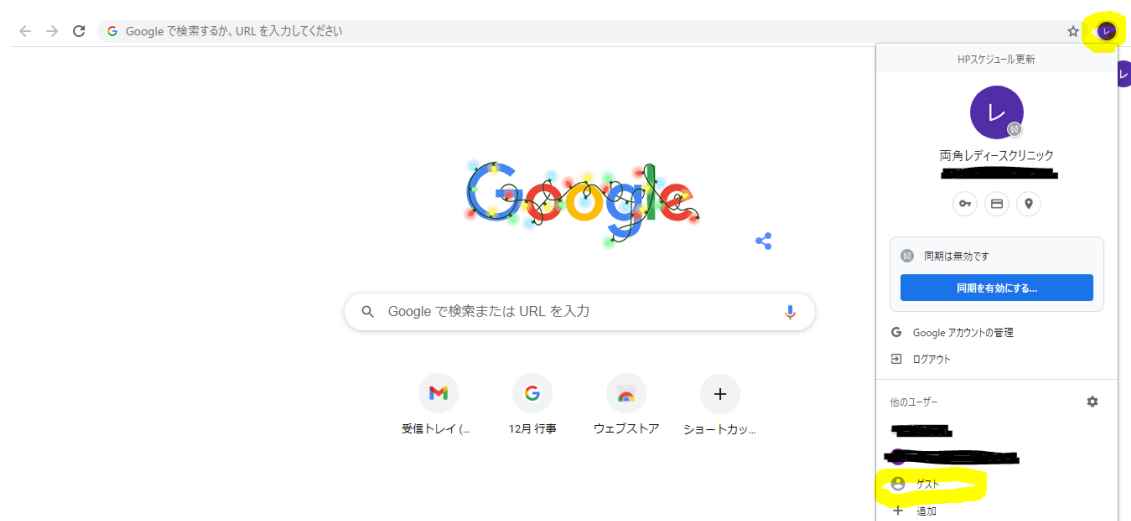 Google で検索するか、URL を入力してください
レ
HPスケジュール更新
レ
レ
両角レディースクリニック
同期は無効です
同期を有効にする...
Google アカウントの管理
ログアウト
他のユーザー
ゲスト
追加
Google
Google で検索または URL を入力
受信トレイ (...
12月 行事
ウェブストア
ショートカッ...